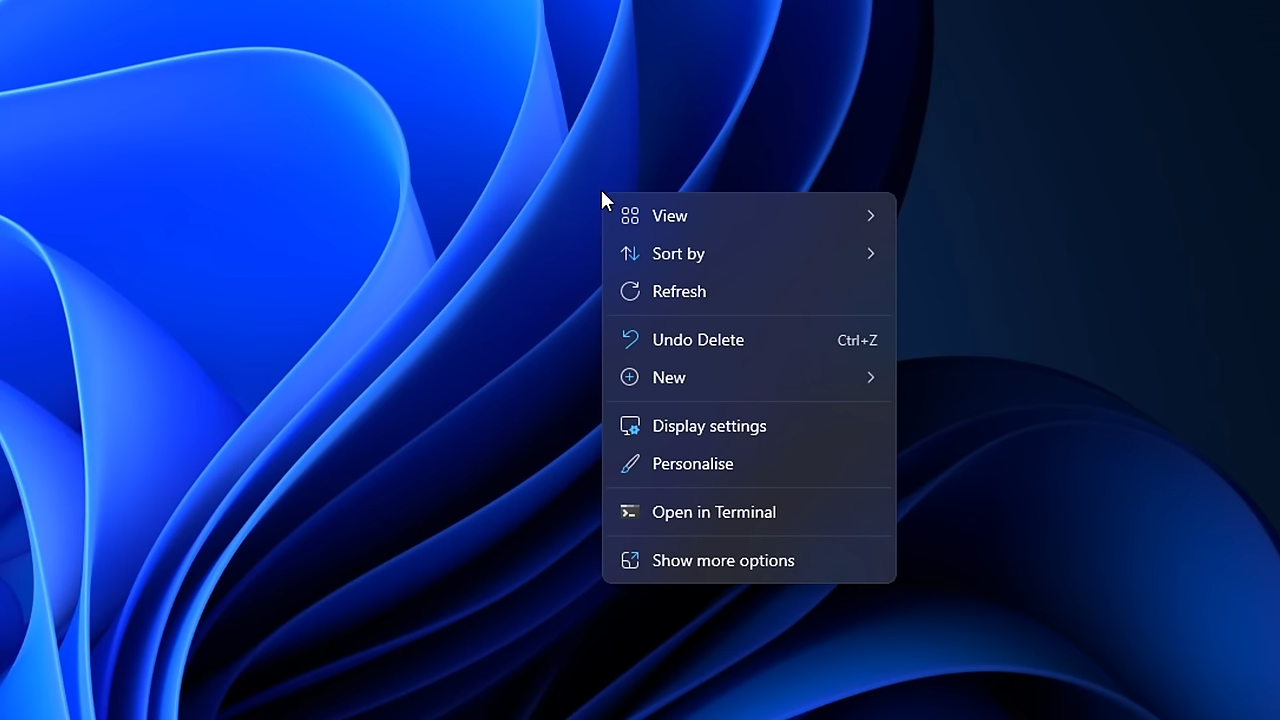 View
Sort by
Refresh
Undo Delete Ctrl+Z
New
Display settings
Personalise
Open in Terminal
Show more options